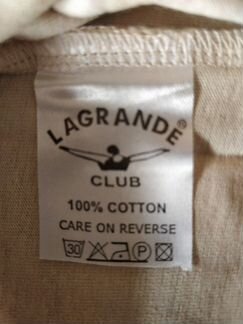 LAGRANDE®
CLUB
100% COTTON
CARE ON REVERSE
30 P